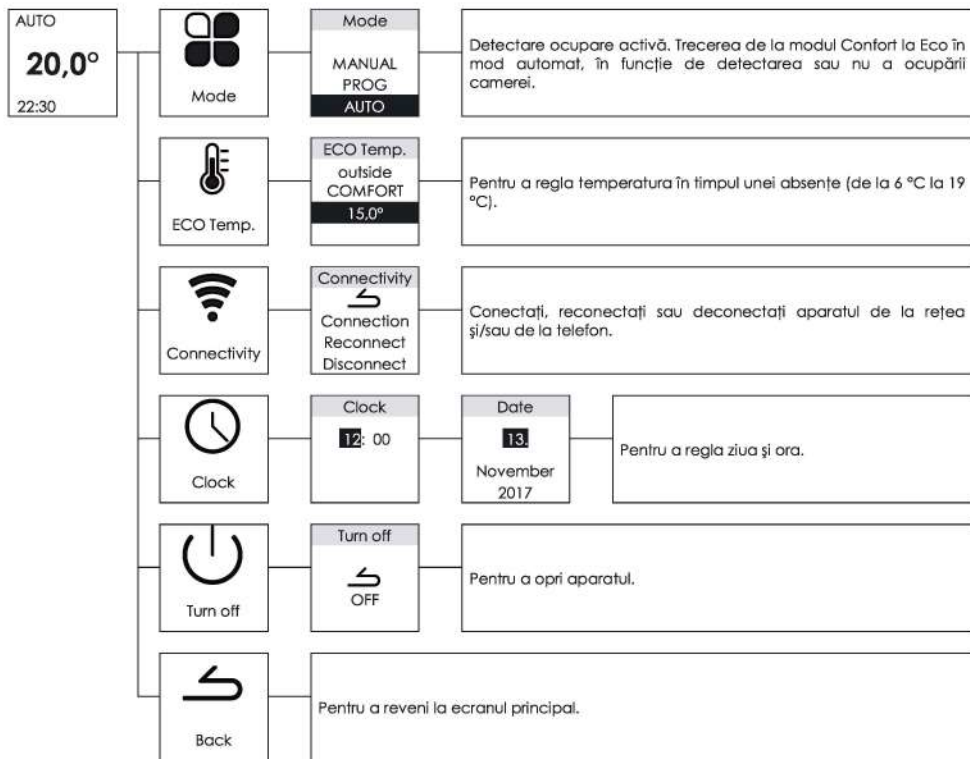 AUTO
20,0°
22:30
Mode
Mode
MANUAL
PROG
AUTO
Detectare ocupare activă. Trecerea de la modul Confort la Eco în
mod automat, în funcție de detectarea sau nu a ocupării
camerei.
ECO Temp.
ECO Temp.
outside
COMFORT
15,0°
Pentru a regla temperatura în timpul unei absențe (de la 6 °C la 19
°C).
Connectivity
Connectivity
Connection
Reconnect
Disconnect
Conectați, reconectați sau deconectați aparatul de la rețea
și/sau de la telefon.
Clock
Clock
12: 00
Date
13.
November
2017
Pentru a regla ziua și ora.
Turn off
Turn off
OFF
Pentru a opri aparatul.
Back
Pentru a reveni la ecranul principal.